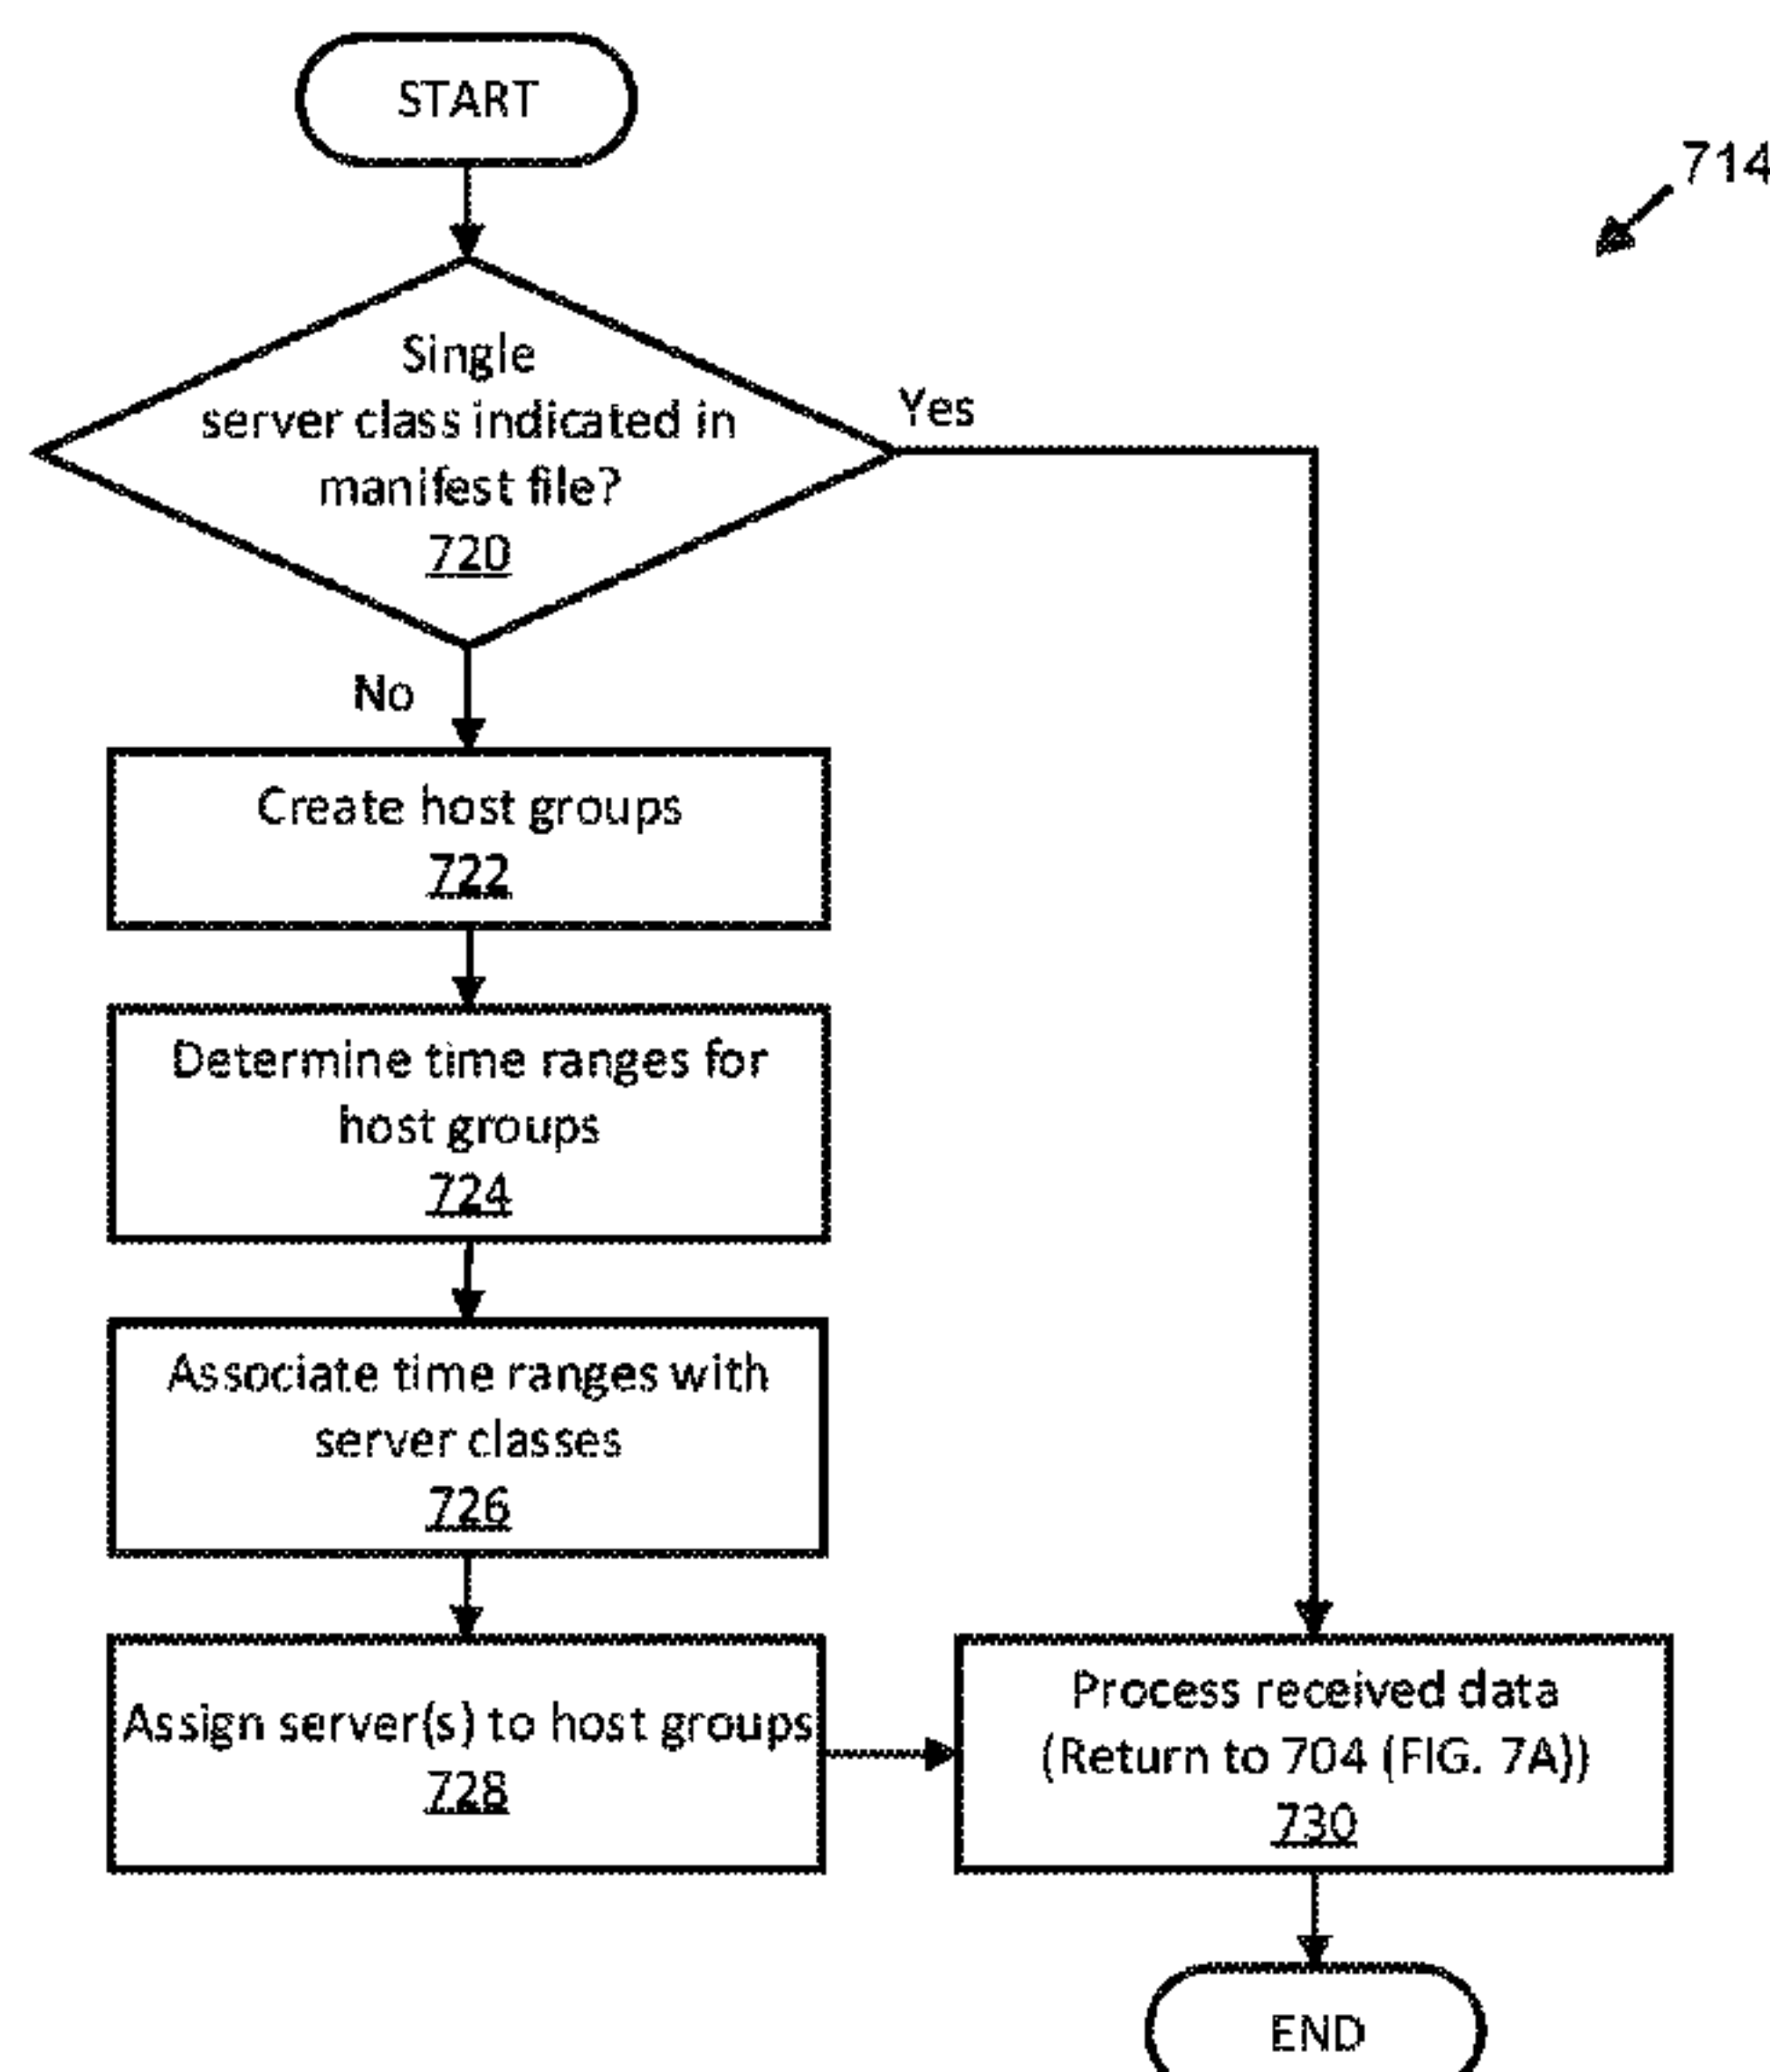 START
714
Single
server class indicated in
manifest file?
720
Yes
No
Create host groups
722
Determine time ranges for
host groups
724
Associate time ranges with
server classes
726
Assign server(s) to host groups
728
Process received data
(Return to 704 (FIG. 7A))
730
END